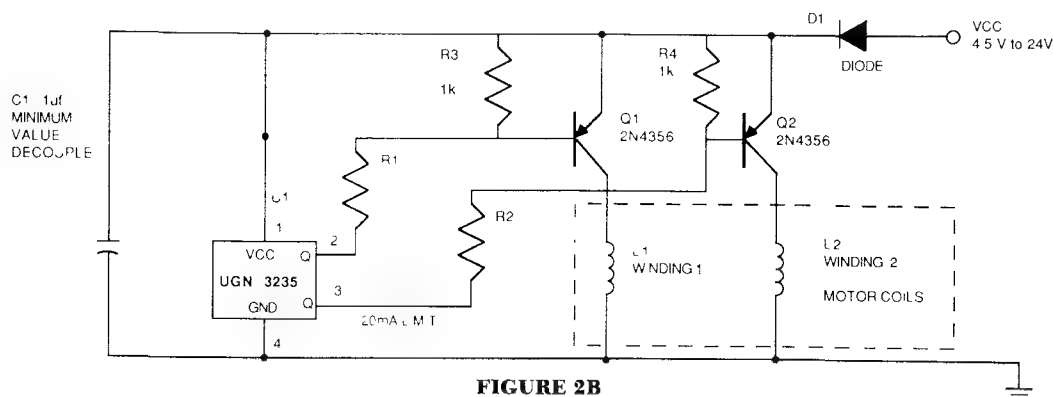 D1
VCC
4 5 V to 24V
DIODE
R3
1k
R4
1k
C1 1uf
MINIMUM
VALUE
Q1
2N4356
Q2
2N4356
R1
R2
1
2
VCC Q
UGN 3235
3
GND Q
4
WINDING 1
L2
WINDING 2
MOTOR COILS
20mA
FIGURE 2B